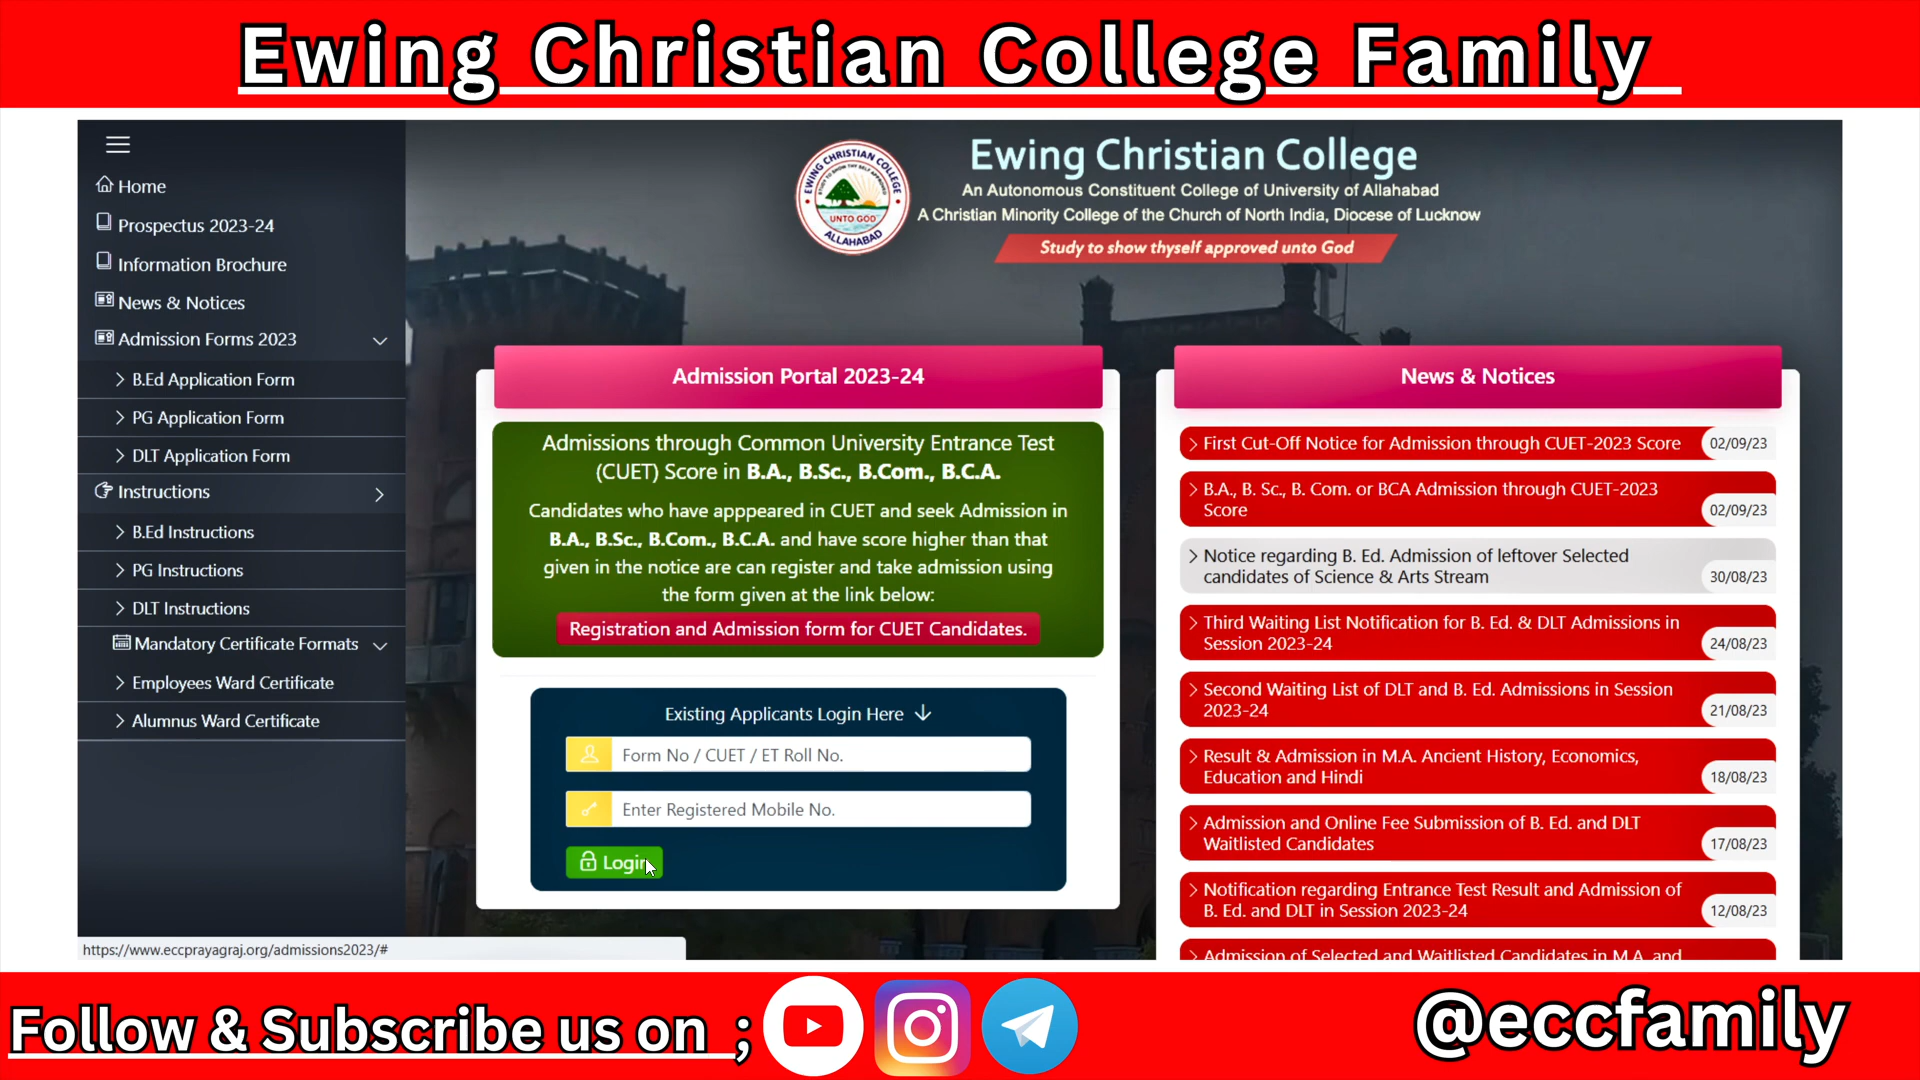 Ewing Christian College Family
Home
Prospectus 2023-24
Information Brochure
News & Notices
Admission Forms 2023
B.Ed Application Form
PG Application Form
DLT Application Form
Instructions
B.Ed Instructions
PG Instructions
DLT Instructions
Mandatory Certificate Formats
Employees Ward Certificate
Alumnus Ward Certificate
https://www.eccprayagraj.org/admissions2023/#
EWING CHRISTIAN COLLEGE
UNTO GOD
ALLAHABAD
Ewing Christian College
An Autonomous Constituent College of University of Allahabad
A Christian Minority College of the Church of North India, Diocese of Lucknow
Study to show thyself approved unto God
Admission Portal 2023-24
Admissions through Common University Entrance Test
(CUET) Score in B.A., B.Sc., B.Com., B.C.A.
Candidates who have apppeared in CUET and seek Admission in
B.A., B.Sc., B.Com., B.C.A. and have score higher than that
given in the notice are can register and take admission using
the form given at the link below:
Registration and Admission form for CUET Candidates.
Existing Applicants Login Here
Form No / CUET / ET Roll No.
Enter Registered Mobile No.
Login
News & Notices
First Cut-Off Notice for Admission through CUET-2023 Score 02/09/23
B.A., B. Sc., B. Com. or BCA Admission through CUET-2023
Score 02/09/23
Notice regarding B. Ed. Admission of leftover Selected
candidates of Science & Arts Stream 30/08/23
Third Waiting List Notification for B. Ed. & DLT Admissions in
Session 2023-24 24/08/23
Second Waiting List of DLT and B. Ed. Admissions in Session
2023-24 21/08/23
Result & Admission in M.A. Ancient History, Economics,
Education and Hindi 18/08/23
Admission and Online Fee Submission of B. Ed. and DLT
Waitlisted Candidates 17/08/23
Notification regarding Entrance Test Result and Admission of
B. Ed. and DLT in Session 2023-24 12/08/23
Admission of Selected and Waitlisted Candidates in M.A. and
Follow & Subscribe us on ;
@eccfamily